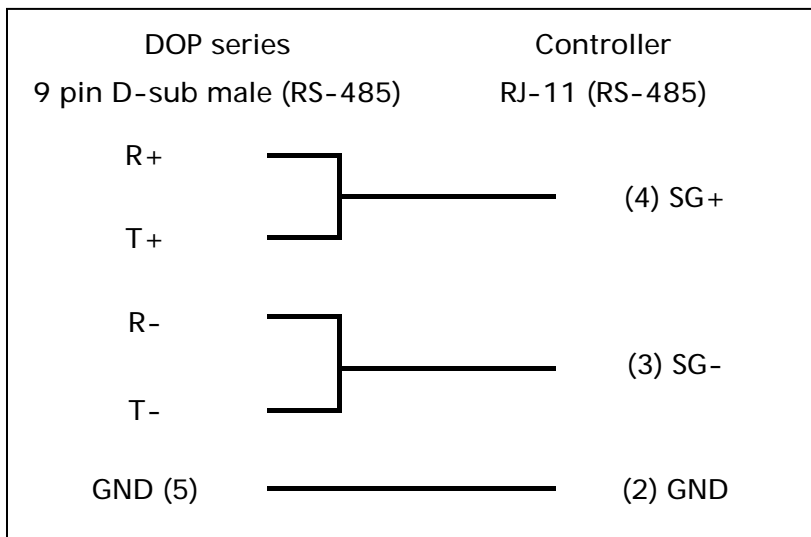 DOP series Controller
9 pin D-sub male (RS-485) RJ-11 (RS-485)
R+
(4) SG+
T+
R-
(3) SG-
T-
GND (5) (2) GND